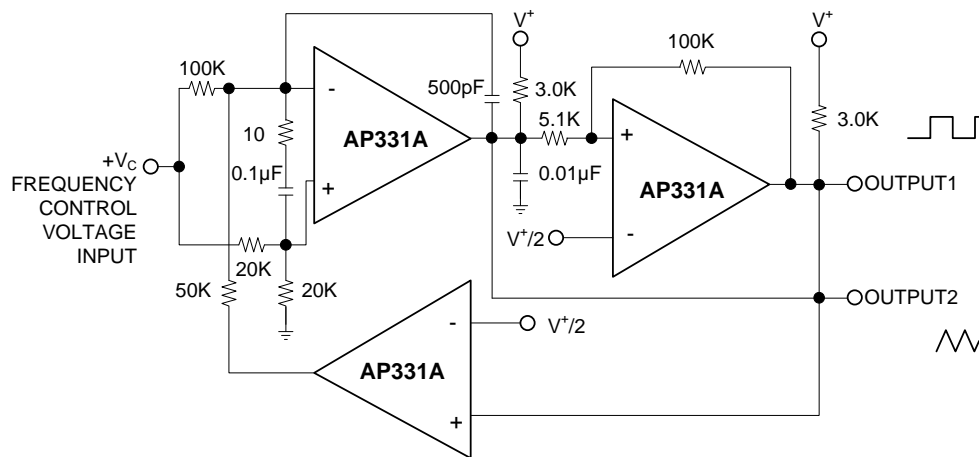 V+
V+
100K
100K
500pF
3.0K
3.0K
-
5.1K
+
10
AP331A
AP331A
0.1µF
+
0.01µF
+VC
FREQUENCY
CONTROL
VOLTAGE
INPUT
OUTPUT1
V+/2
-
20K
50K
20K
OUTPUT2
-
V+/2
AP331A
+